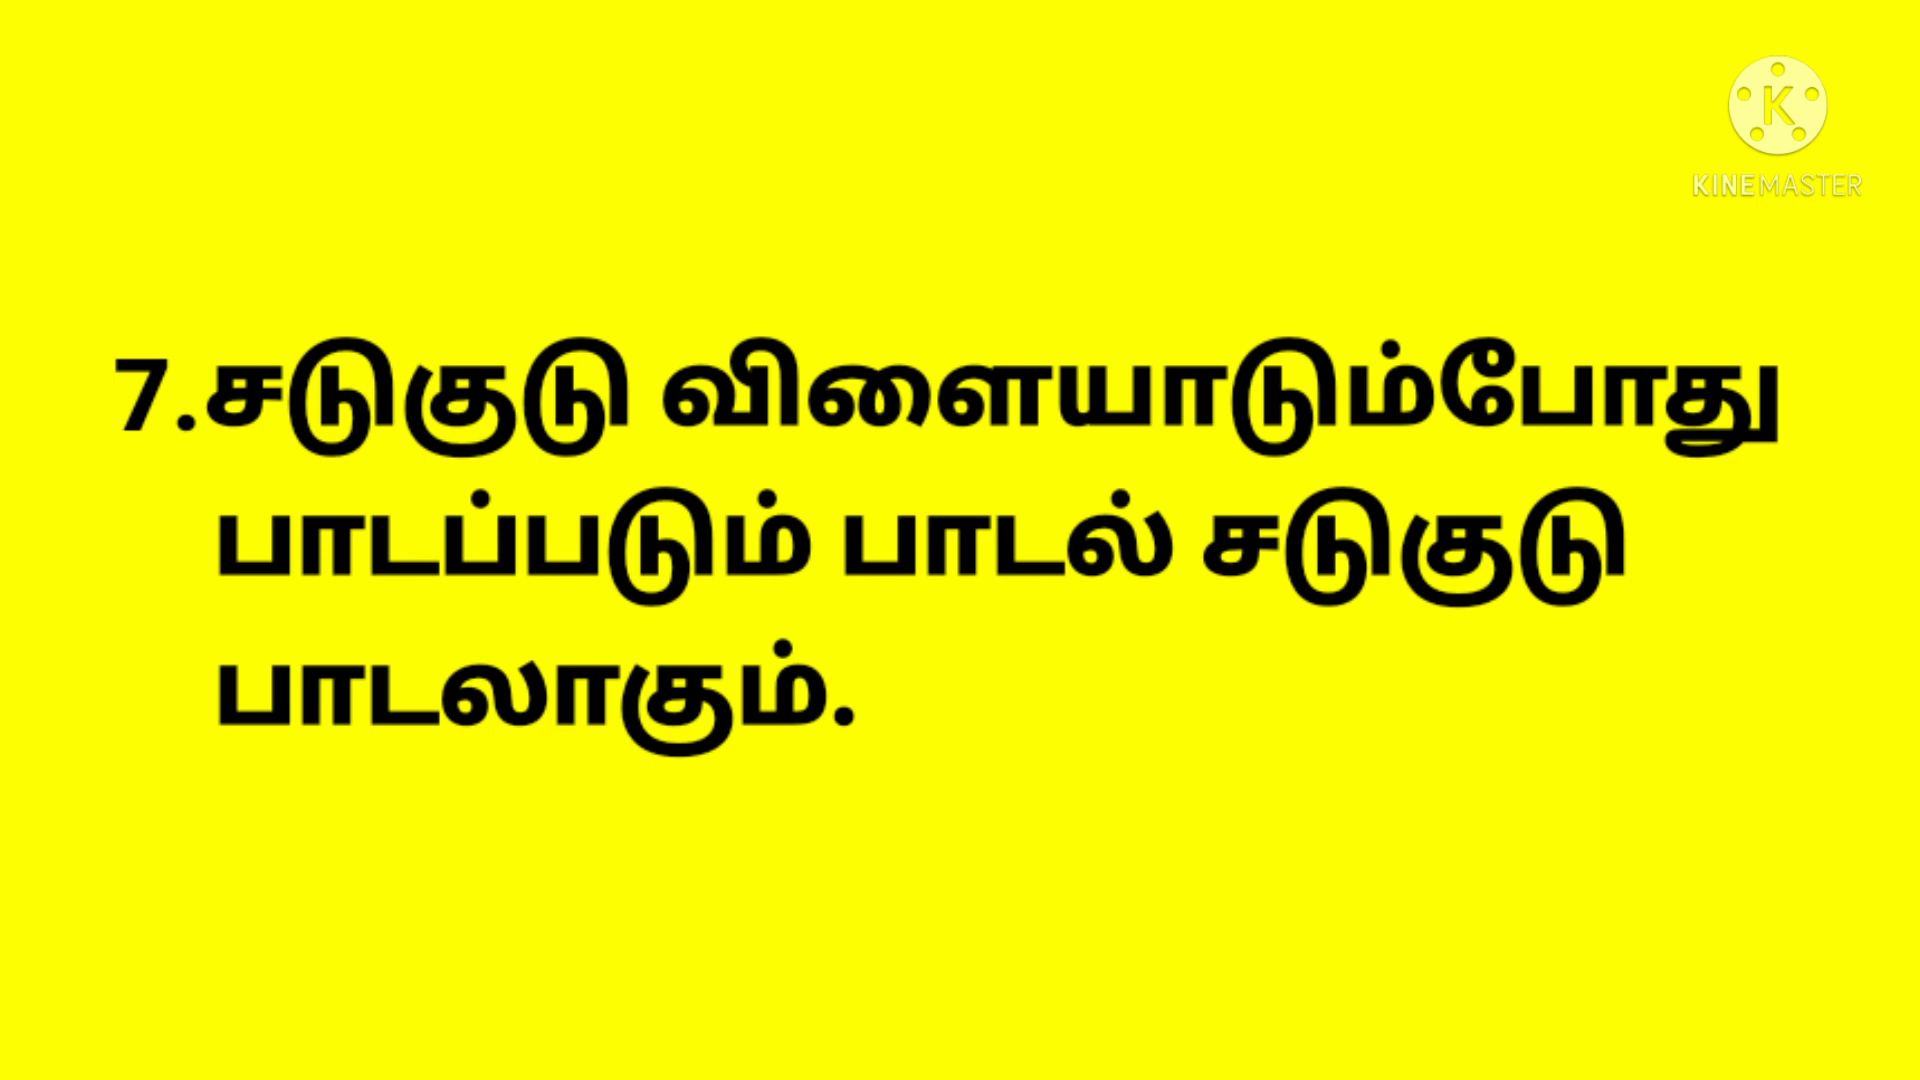 KINEMASTER
7.சடுகுடு விளையாடும்போது
பாடப்படும் பாடல் சடுகுடு
பாடலாகும்.